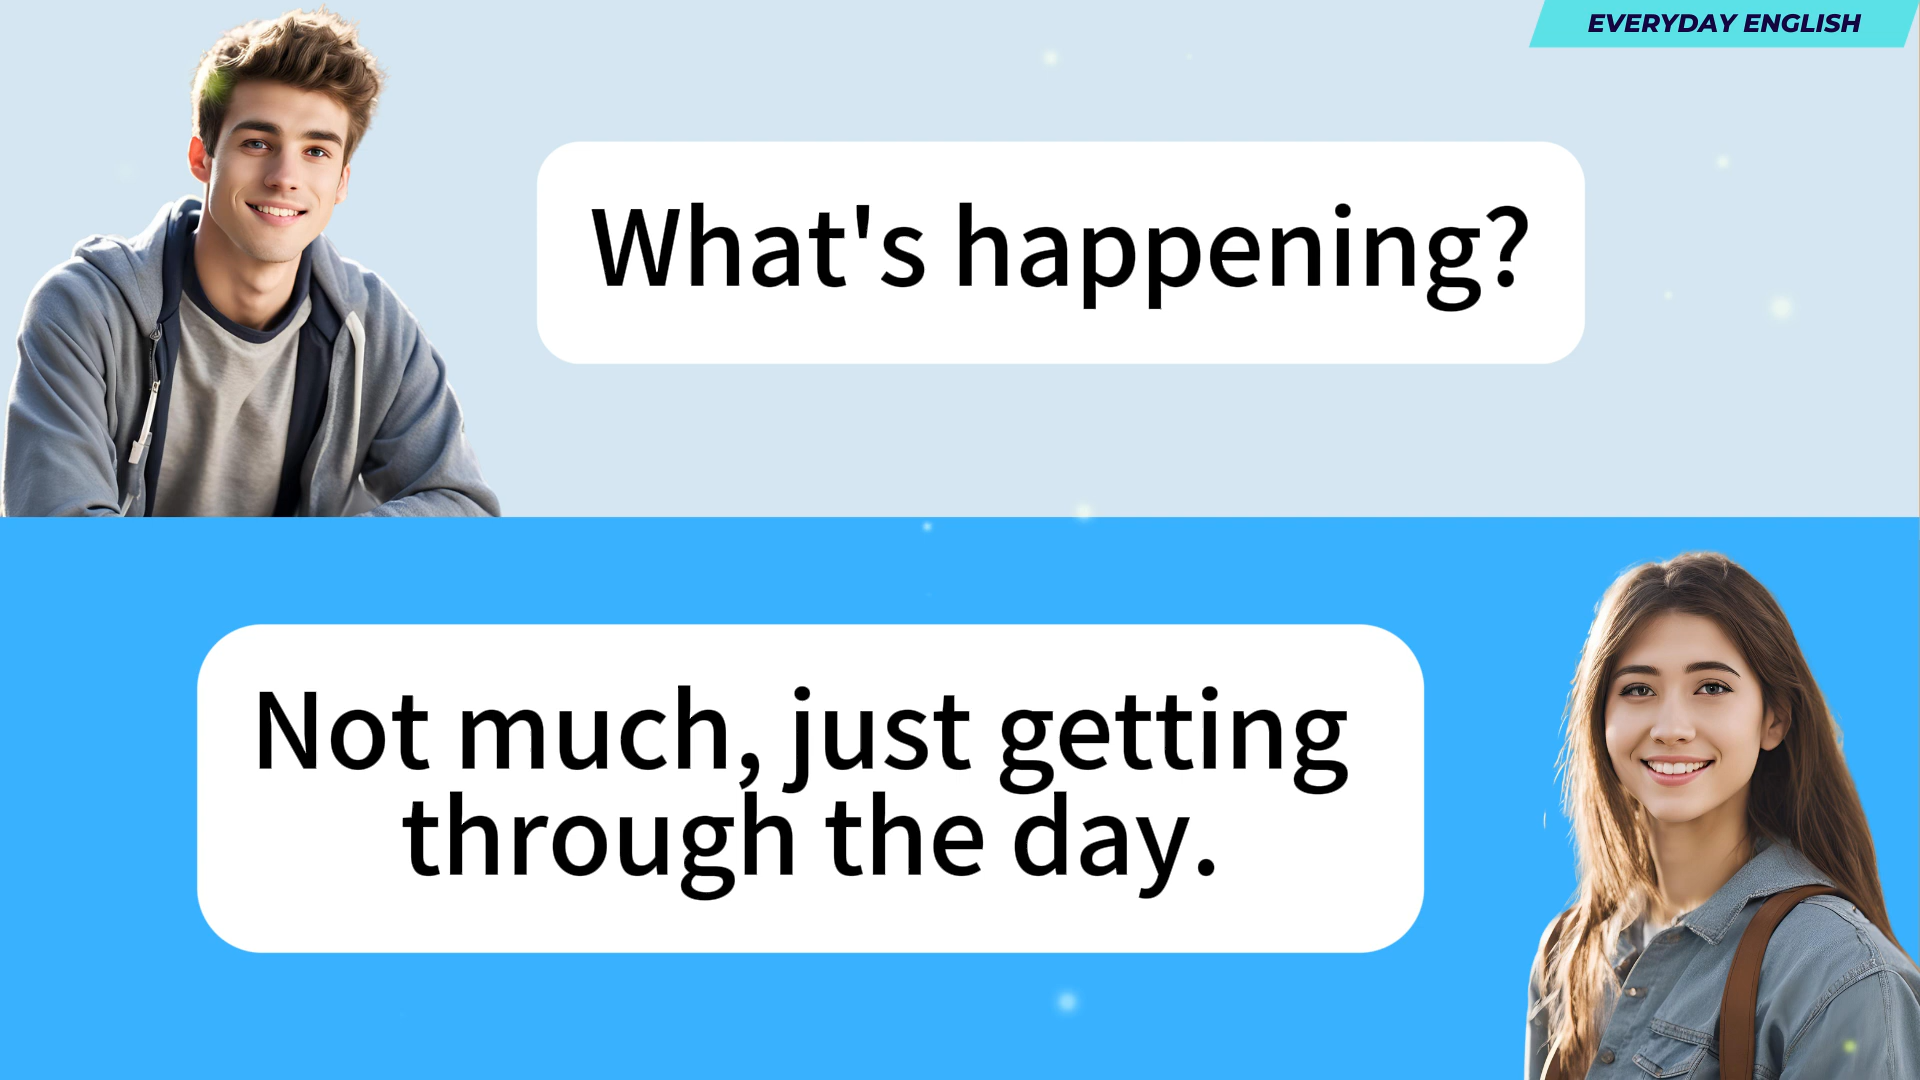 EVERYDAY ENGLISH
What's happening?
Not much, just getting
through the day.